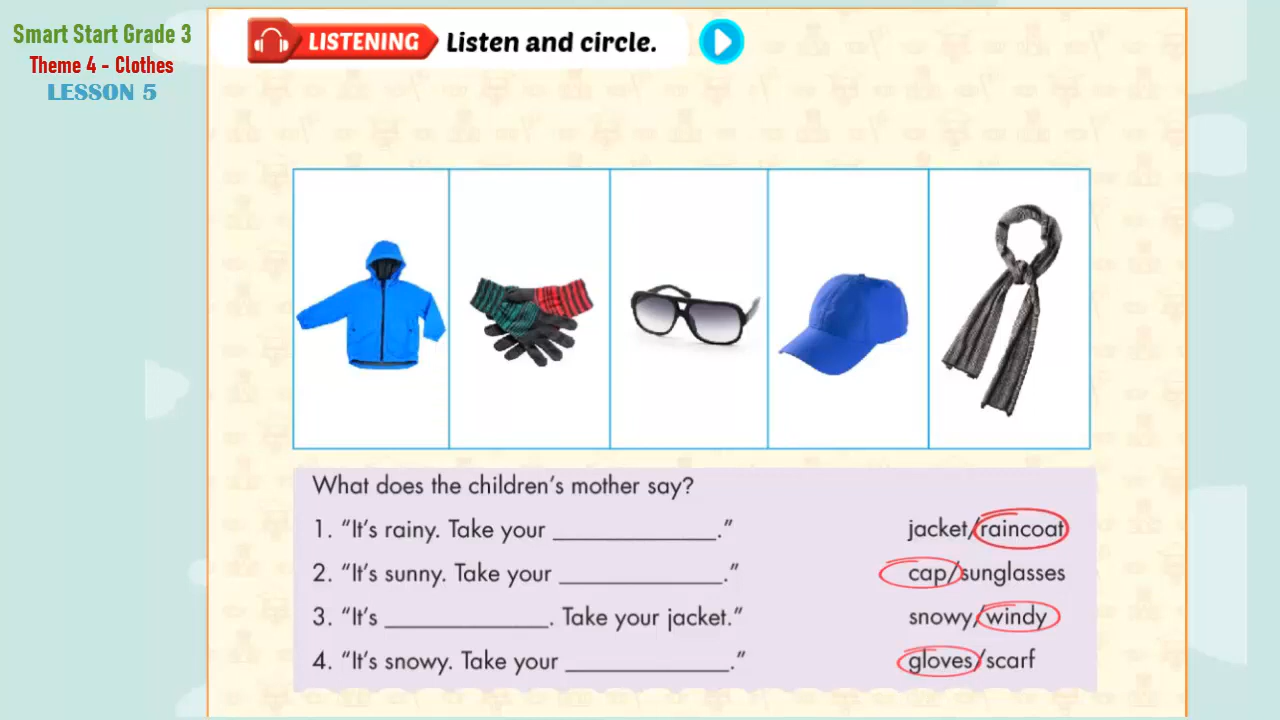 Smart Start Grade 3
Theme 4 - Clothes
LESSON 5
LISTENING Listen and circle.
What does the children's mother say?
1. "It's rainy. Take your ______________." jacket/raincoat
2. "It's sunny. Take your ______________." cap/sunglasses
3. "It's ______________. Take your jacket." snowy/windy
4. "It's snowy. Take your ______________." gloves/scarf